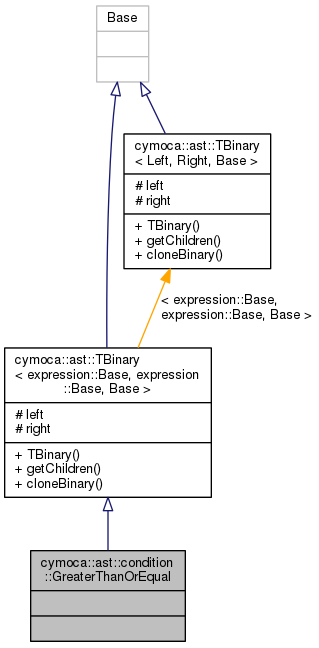 Base
cymoca::ast::TBinary
< Left, Right, Base >
# left
# right
+ TBinary()
+ getChildren()
+ cloneBinary()
< expression::Base,
expression::Base, Base >
cymoca::ast::TBinary
< expression::Base, expression
::Base, Base >
# left
# right
+ TBinary()
+ getChildren()
+ cloneBinary()
cymoca::ast::condition
::GreaterThanOrEqual